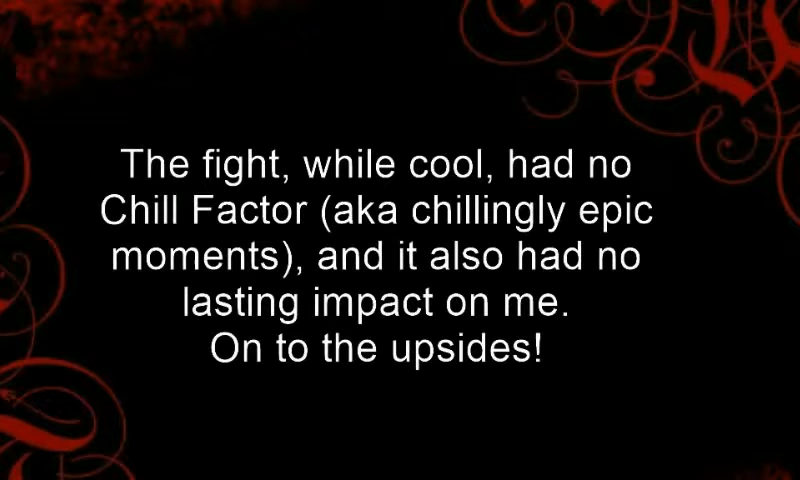 The fight, while cool, had no
Chill Factor (aka chillingly epic
moments), and it also had no
lasting impact on me.
On to the upsides!